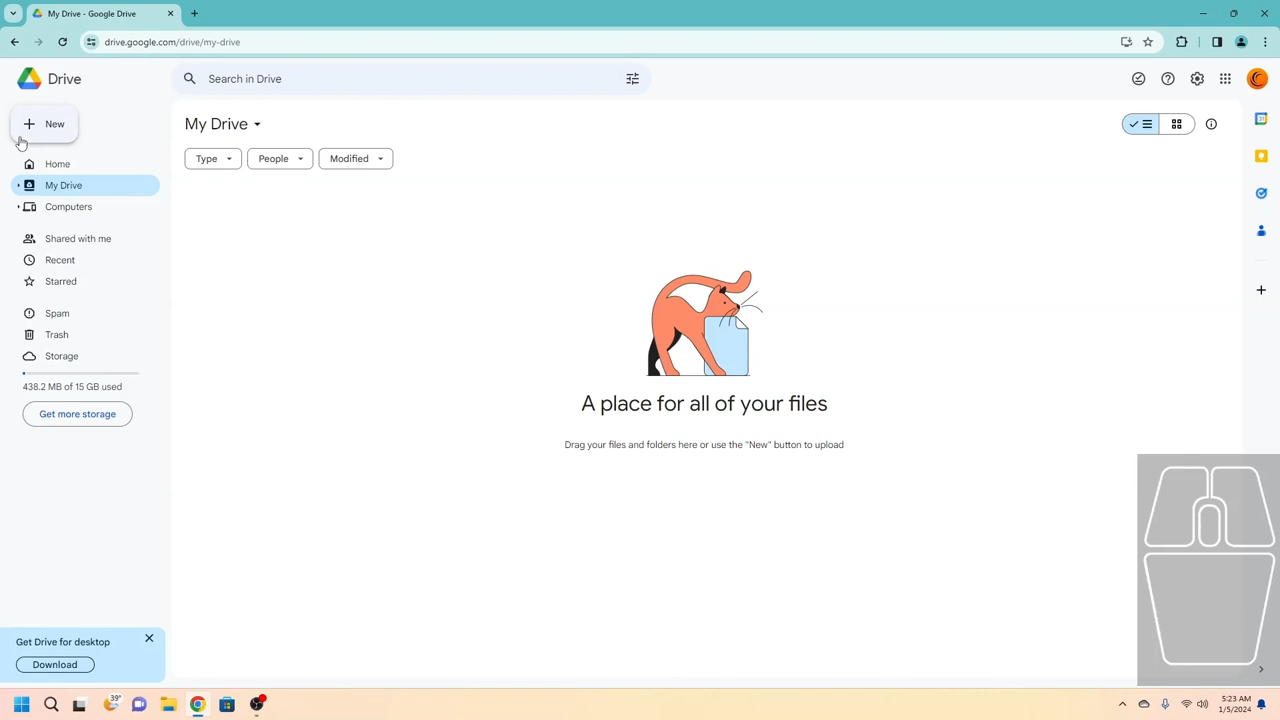 My Drive - Google Drive
drive.google.com/drive/my-drive
Drive
Search in Drive
New
My Drive
Home
Type
People
Modified
My Drive
Computers
Shared with me
Recent
Starred
Spam
Trash
Storage
438.2 MB of 15 GB used
Get more storage
A place for all of your files
Drag your files and folders here or use the "New" button to upload
Get Drive for desktop
Download
39°
5:23 AM
1/5/2024